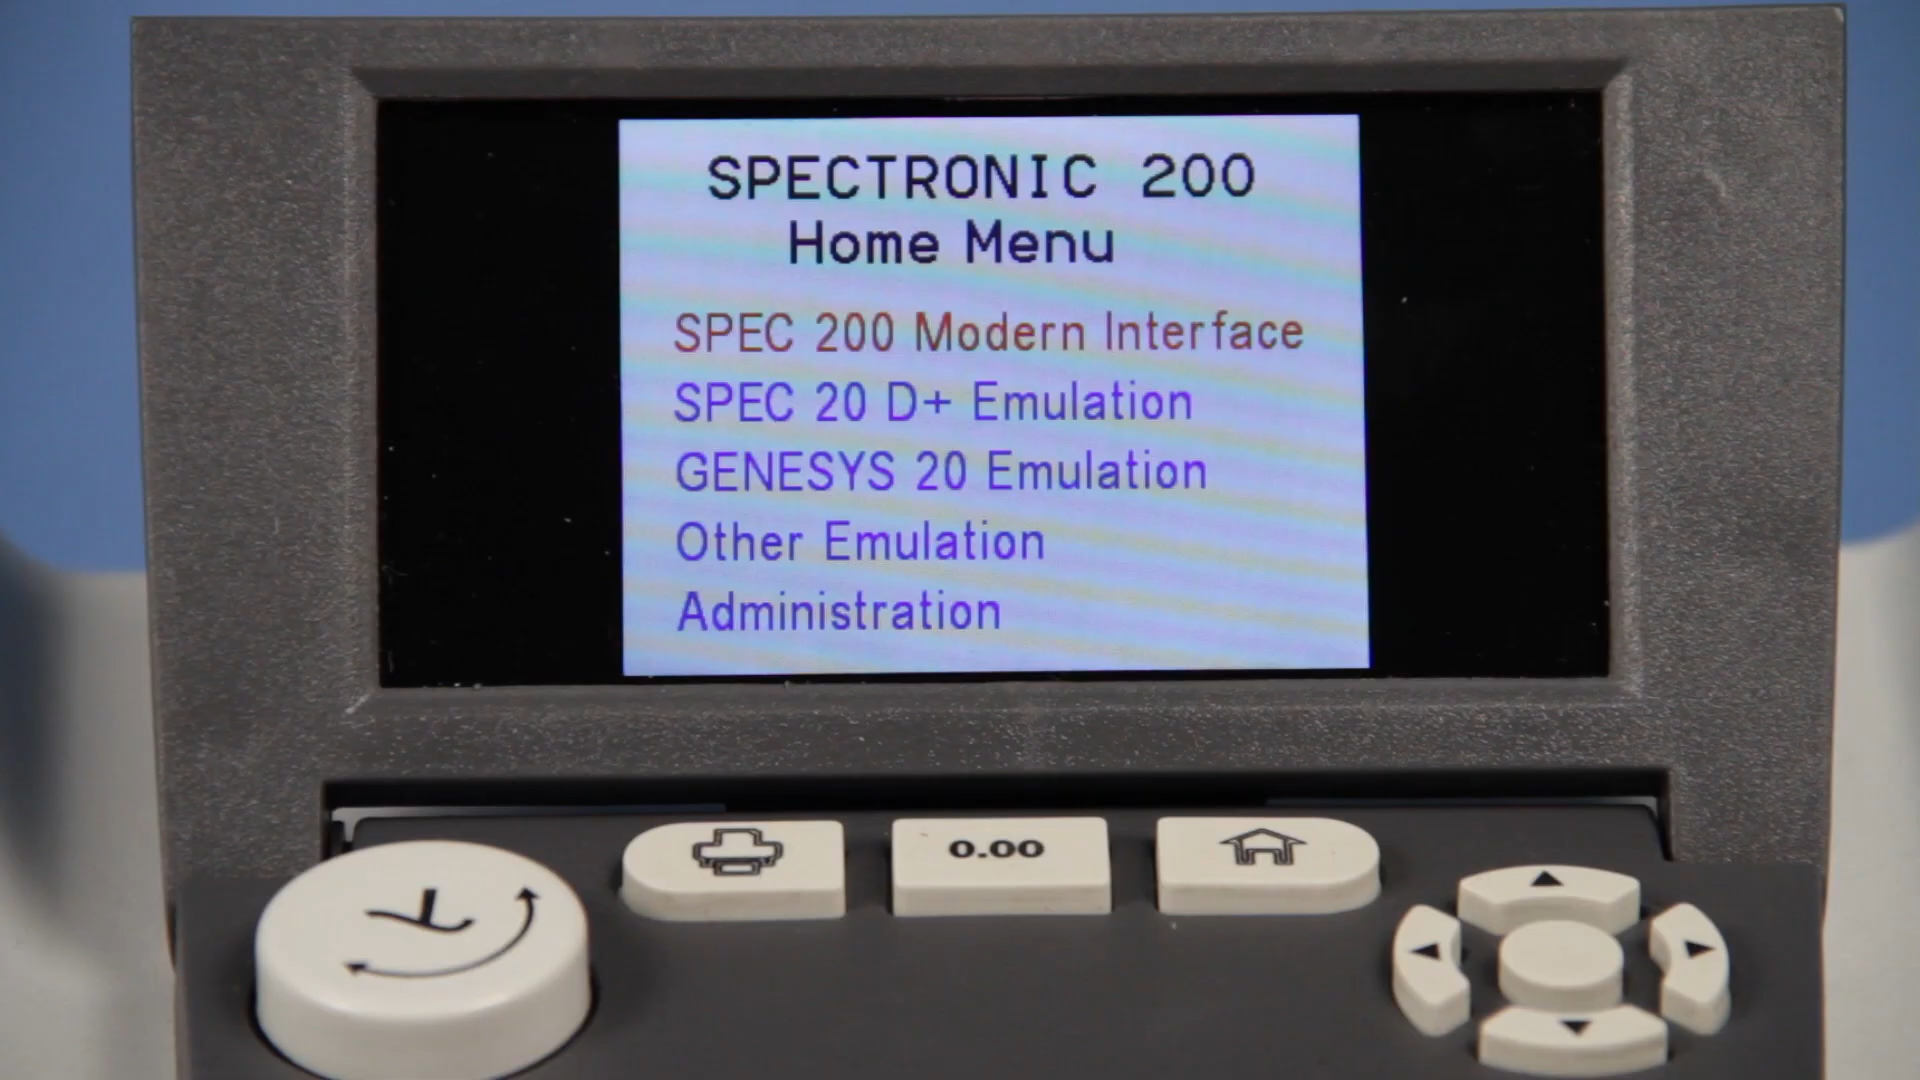 SPECTRONIC 200
Home Menu
SPEC 200 Modern Interface
SPEC 20 D+ Emulation
GENESYS 20 Emulation
Other Emulation
Administration
0.00
λ